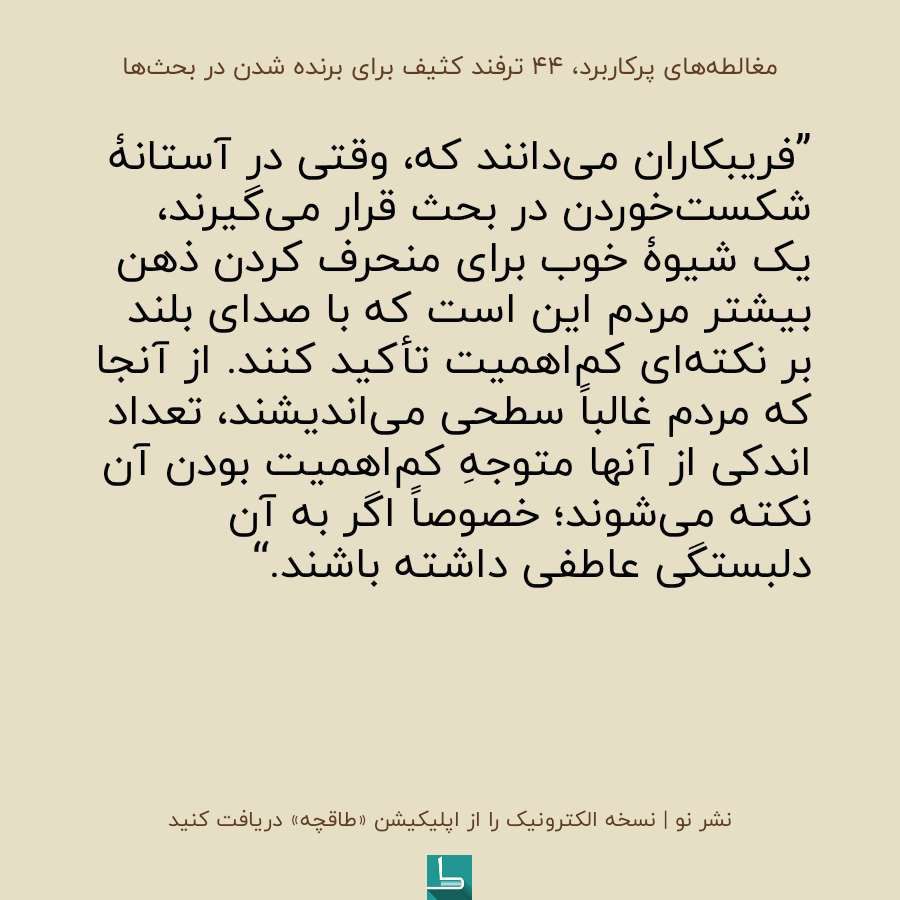 مغالطه‌های پرکاربرد، ۴۴ ترفند کثیف برای برنده شدن در بحث‌ها
”فریبکاران می‌دانند که، وقتی در آستانهٔ
شکست‌خوردن در بحث قرار می‌گیرند،
یک شیوهٔ خوب برای منحرف کردن ذهن
بیشتر مردم این است که با صدای بلند
بر نکته‌ای کم‌اهمیت تأکید کنند. از آنجا
که مردم غالباً سطحی می‌اندیشند، تعداد
اندکی از آنها متوجهِ کم‌اهمیت بودن آن
نکته می‌شوند؛ خصوصاً اگر به آن
دلبستگی عاطفی داشته باشند.“
نشر نو | نسخه الکترونیک را از اپلیکیشن «طاقچه» دریافت کنید